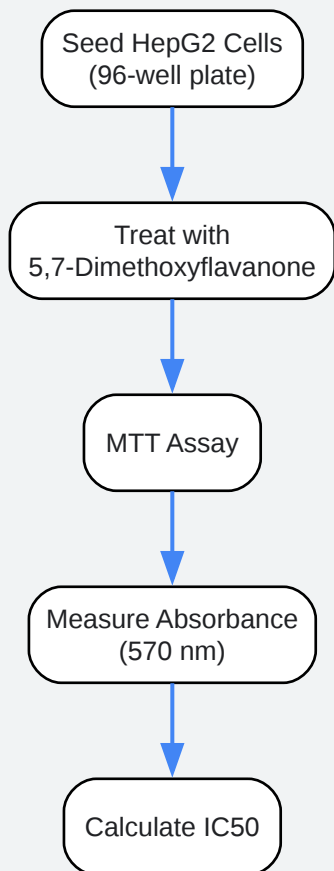 Seed HepG2 Cells
(96-well plate)
Treat with
5,7-Dimethoxyflavanone
MTT Assay
Measure Absorbance
(570 nm)
Calculate IC50